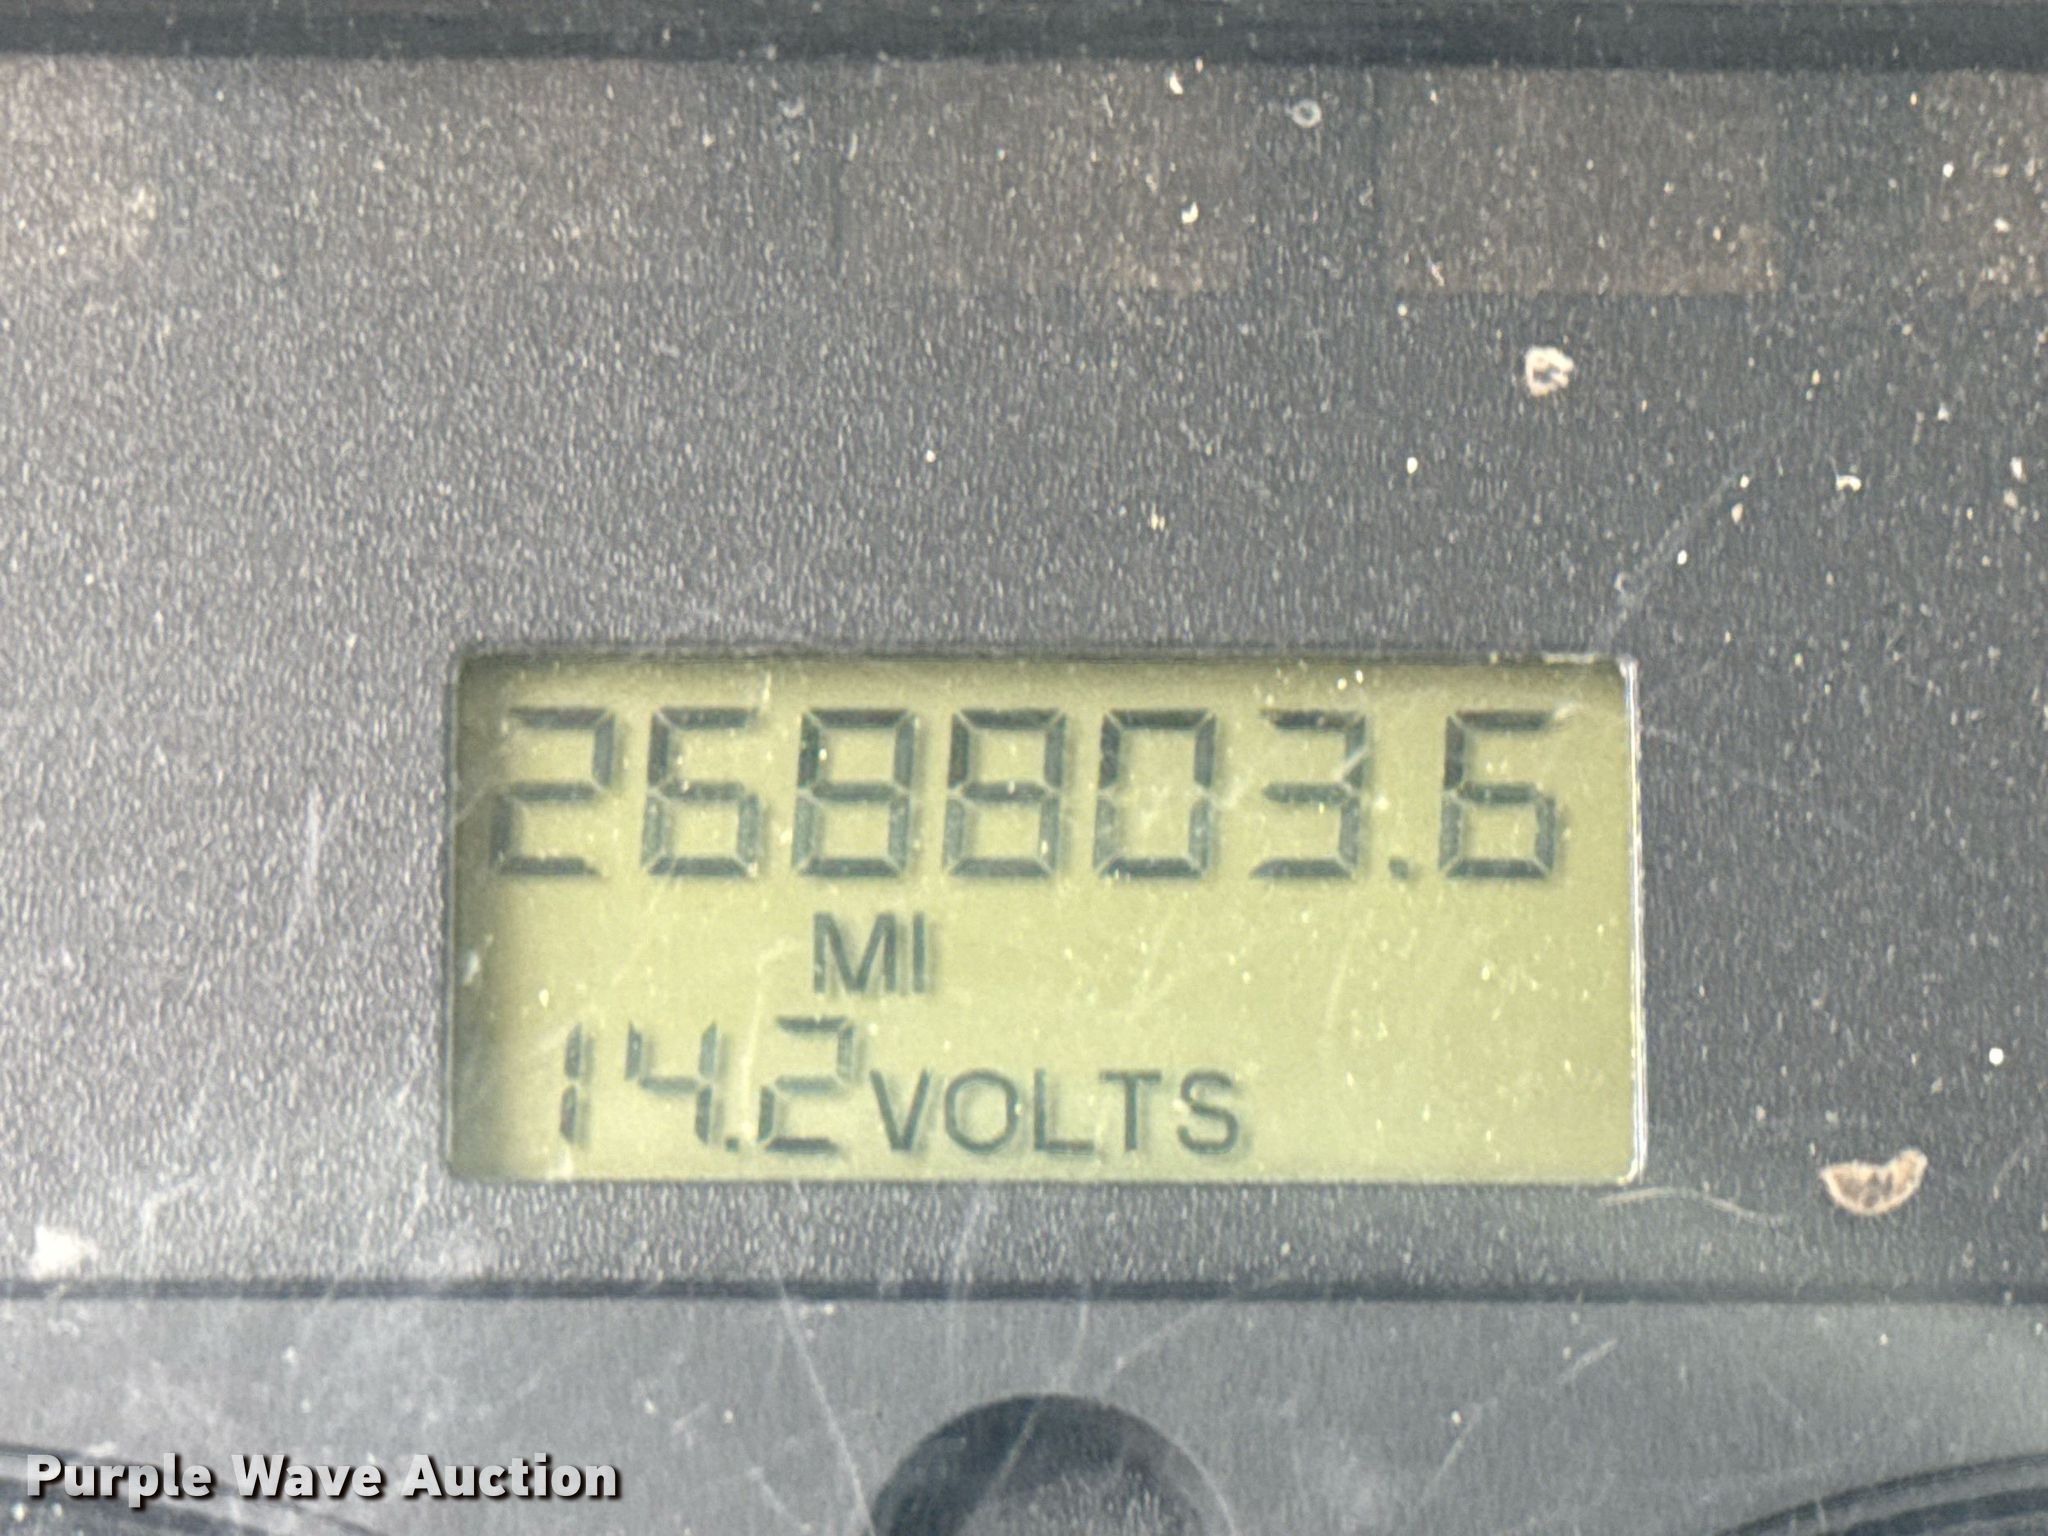 268803.6
MI
14.2 VOLTS
Purple Wave Auction